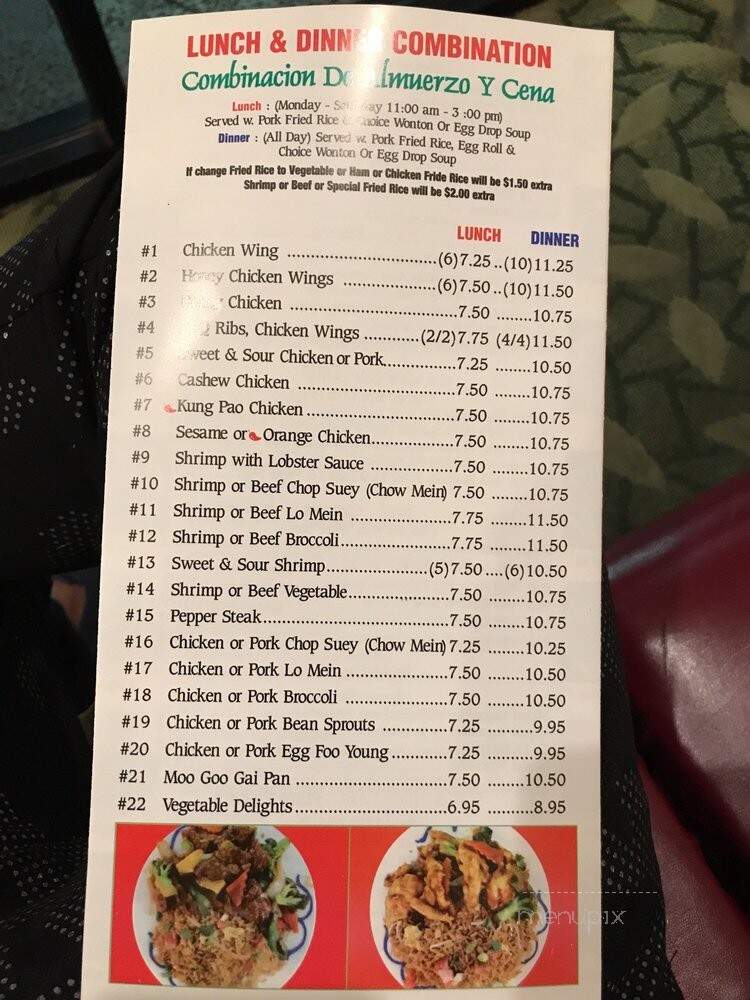 LUNCH & DINNER COMBINATION
Combinacion De Almuerzo Y Cena
Lunch : (Monday - Saturday 11:00 am - 3 :00 pm)
Served w. Pork Fried Rice & Choice Wonton Or Egg Drop Soup
Dinner : (All Day) Served w. Pork Fried Rice, Egg Roll &
Choice Wonton Or Egg Drop Soup
If change Fried Rice to Vegetable or Ham or Chicken Fride Rice will be $1.50 extra
Shrimp or Beef or Special Fried Rice will be $2.00 extra
LUNCH DINNER
#1 Chicken Wing ....................................(6)7.25..(10)11.25
#2 Honey Chicken Wings .........................(6)7.50..(10)11.50
#3 Chicken .......................................7.50 ........10.75
#4 Ribs, Chicken Wings ............(2/2)7.75 (4/4)11.50
#5 Sweet & Sour Chicken or Pork.................7.25 ........10.50
#6 Cashew Chicken ....................................7.50 ........10.75
#7 Kung Pao Chicken ..................................7.50 ........10.75
#8 Sesame or Orange Chicken...................7.50 ........10.75
#9 Shrimp with Lobster Sauce ...................7.50 ........10.75
#10 Shrimp or Beef Chop Suey (Chow Mein) 7.50 ........10.75
#11 Shrimp or Beef Lo Mein ........................7.75 ........11.50
#12 Shrimp or Beef Broccoli.........................7.75 ........11.50
#13 Sweet & Sour Shrimp.......................(5)7.50 ....(6)10.50
#14 Shrimp or Beef Vegetable.......................7.50 ........10.75
#15 Pepper Steak..........................................7.50 ........10.75
#16 Chicken or Pork Chop Suey (Chow Mein) 7.25 ........10.25
#17 Chicken or Pork Lo Mein .......................7.50 ........10.50
#18 Chicken or Pork Broccoli .......................7.50 ........10.50
#19 Chicken or Pork Bean Sprouts ................7.25 ..........9.95
#20 Chicken or Pork Egg Foo Young.............7.25 ..........9.95
#21 Moo Goo Gai Pan ..................................7.50 ........10.50
#22 Vegetable Delights..................................6.95 ..........8.95
menupix